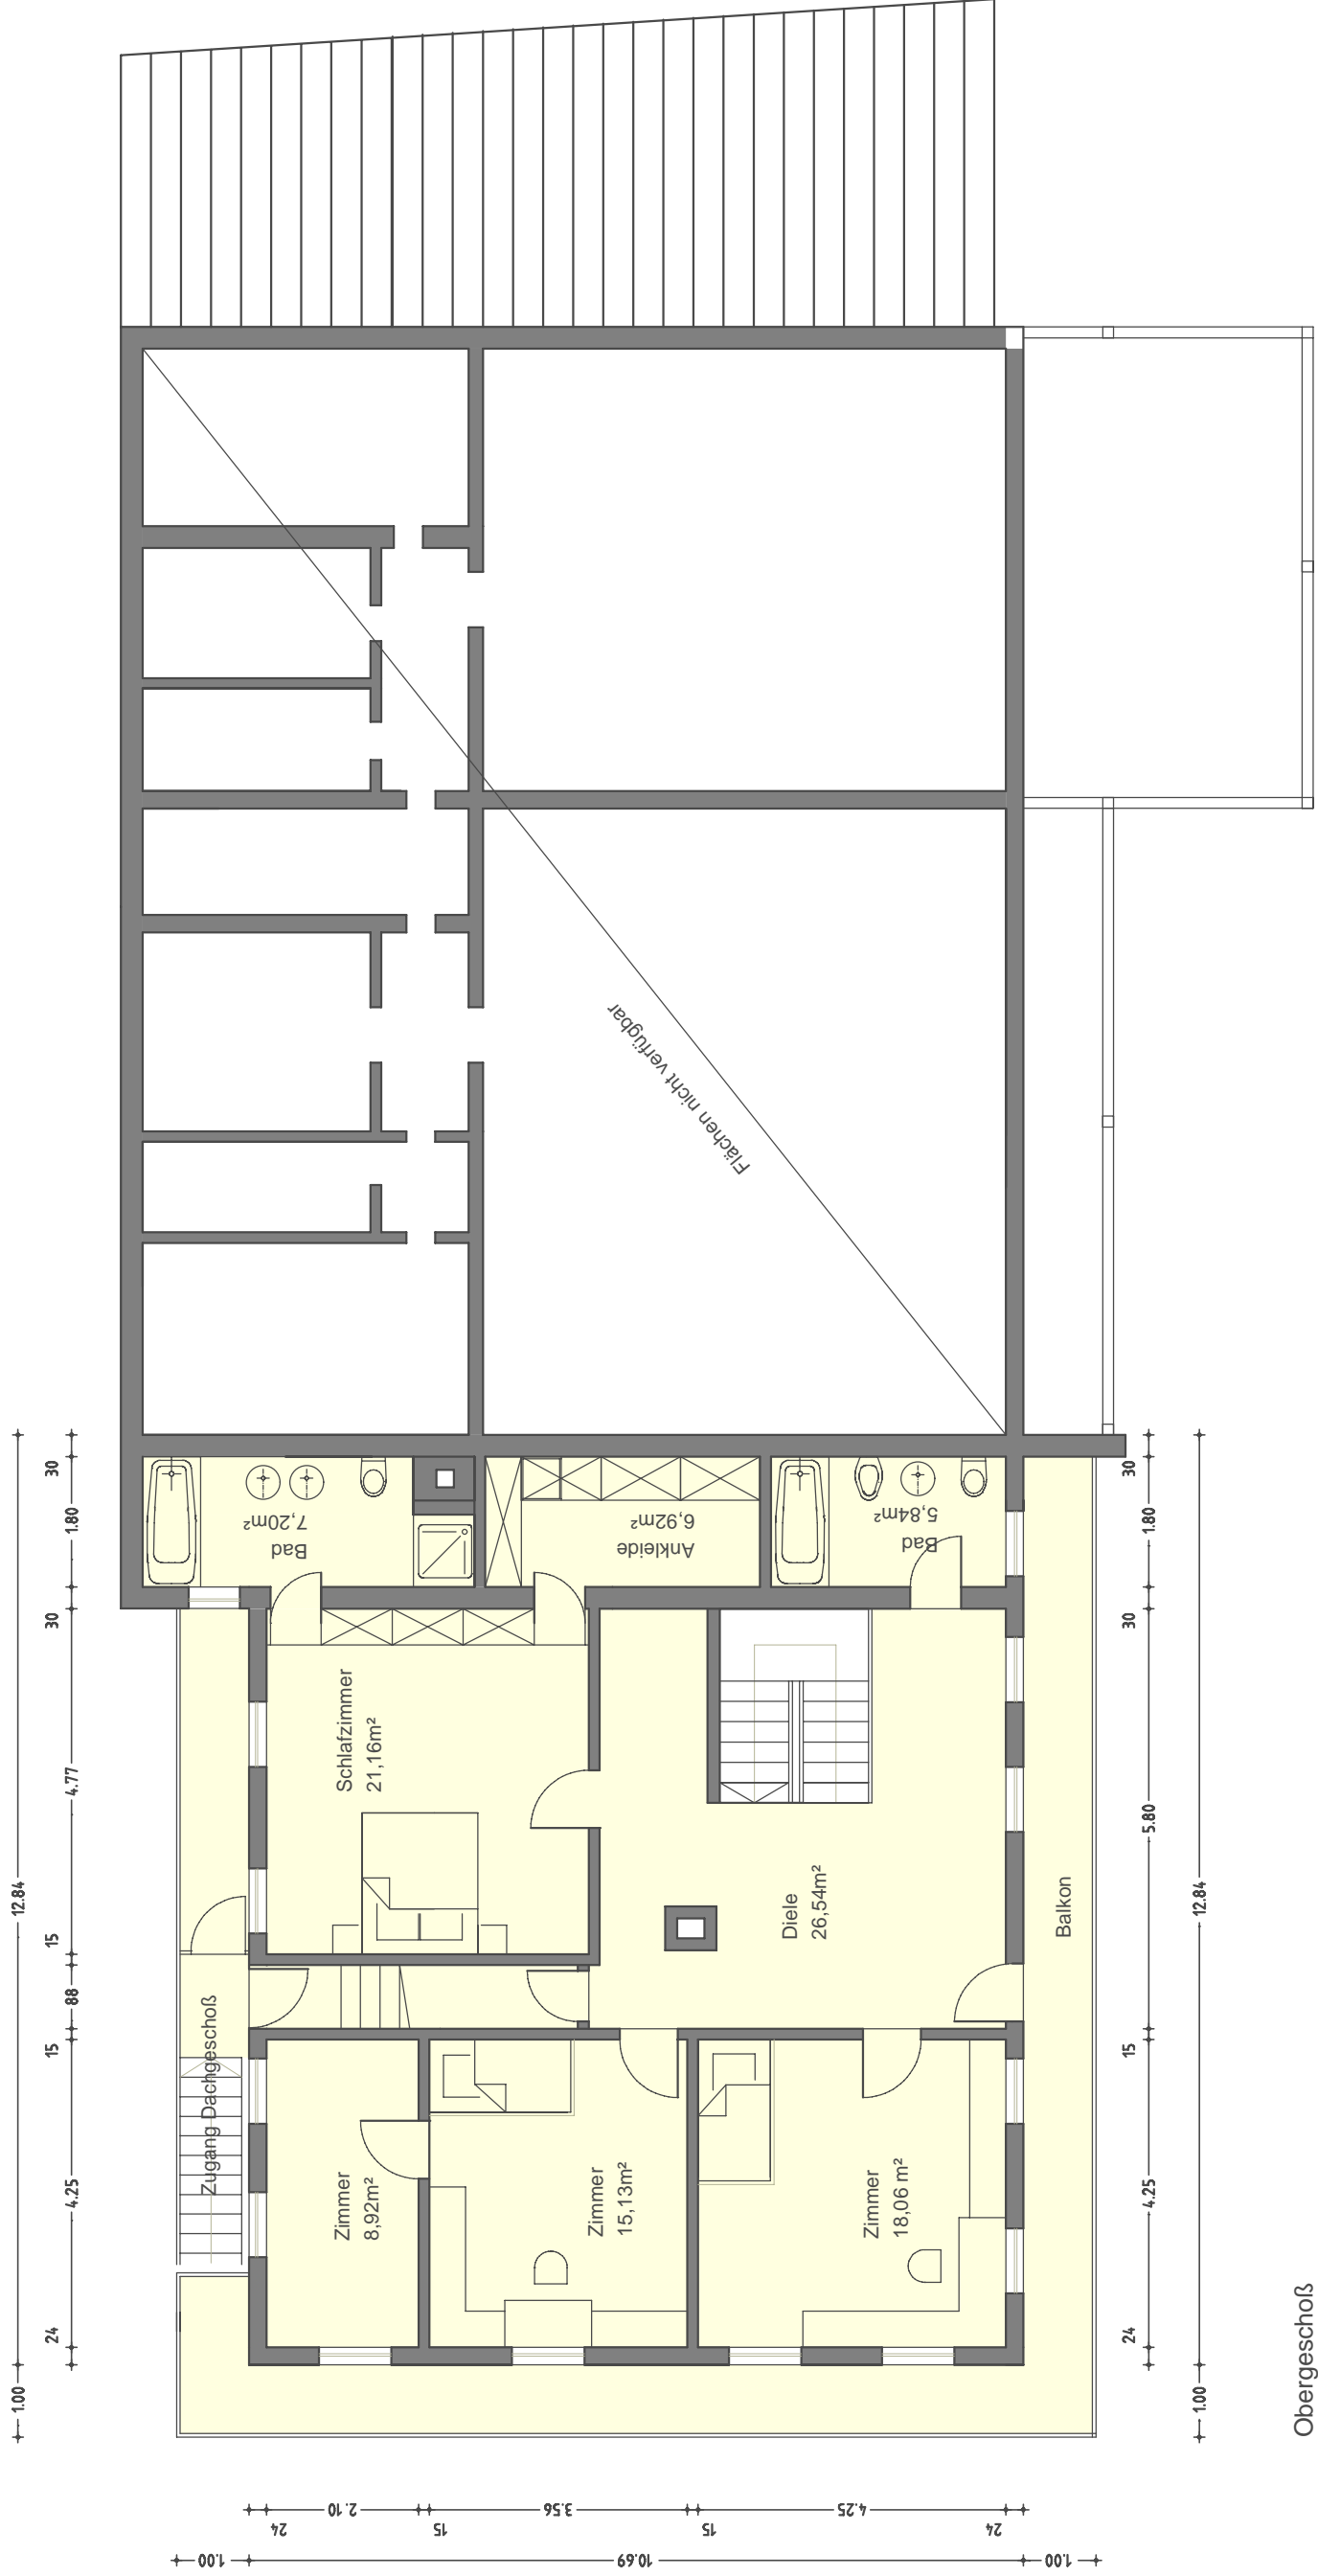 12.84
1.00
30
1.80
30
4.77
15
88
15
4.25
24
Bad
7,20m²
Ankleide
6,92m²
Bad
5,84m²
Schlafzimmer
21,16m²
Diele
26,54m²
Balkon
Zugang Dachgeschoß
Zimmer
8,92m²
Zimmer
15,13m²
Zimmer
18,06 m²
Flächen nicht verfügbar
30
1.80
30
5.80
15
4.25
24
12.84
1.00
24
2.10
15
3.56
15
4.25
24
1.00
10.69
1.00
Obergeschoß